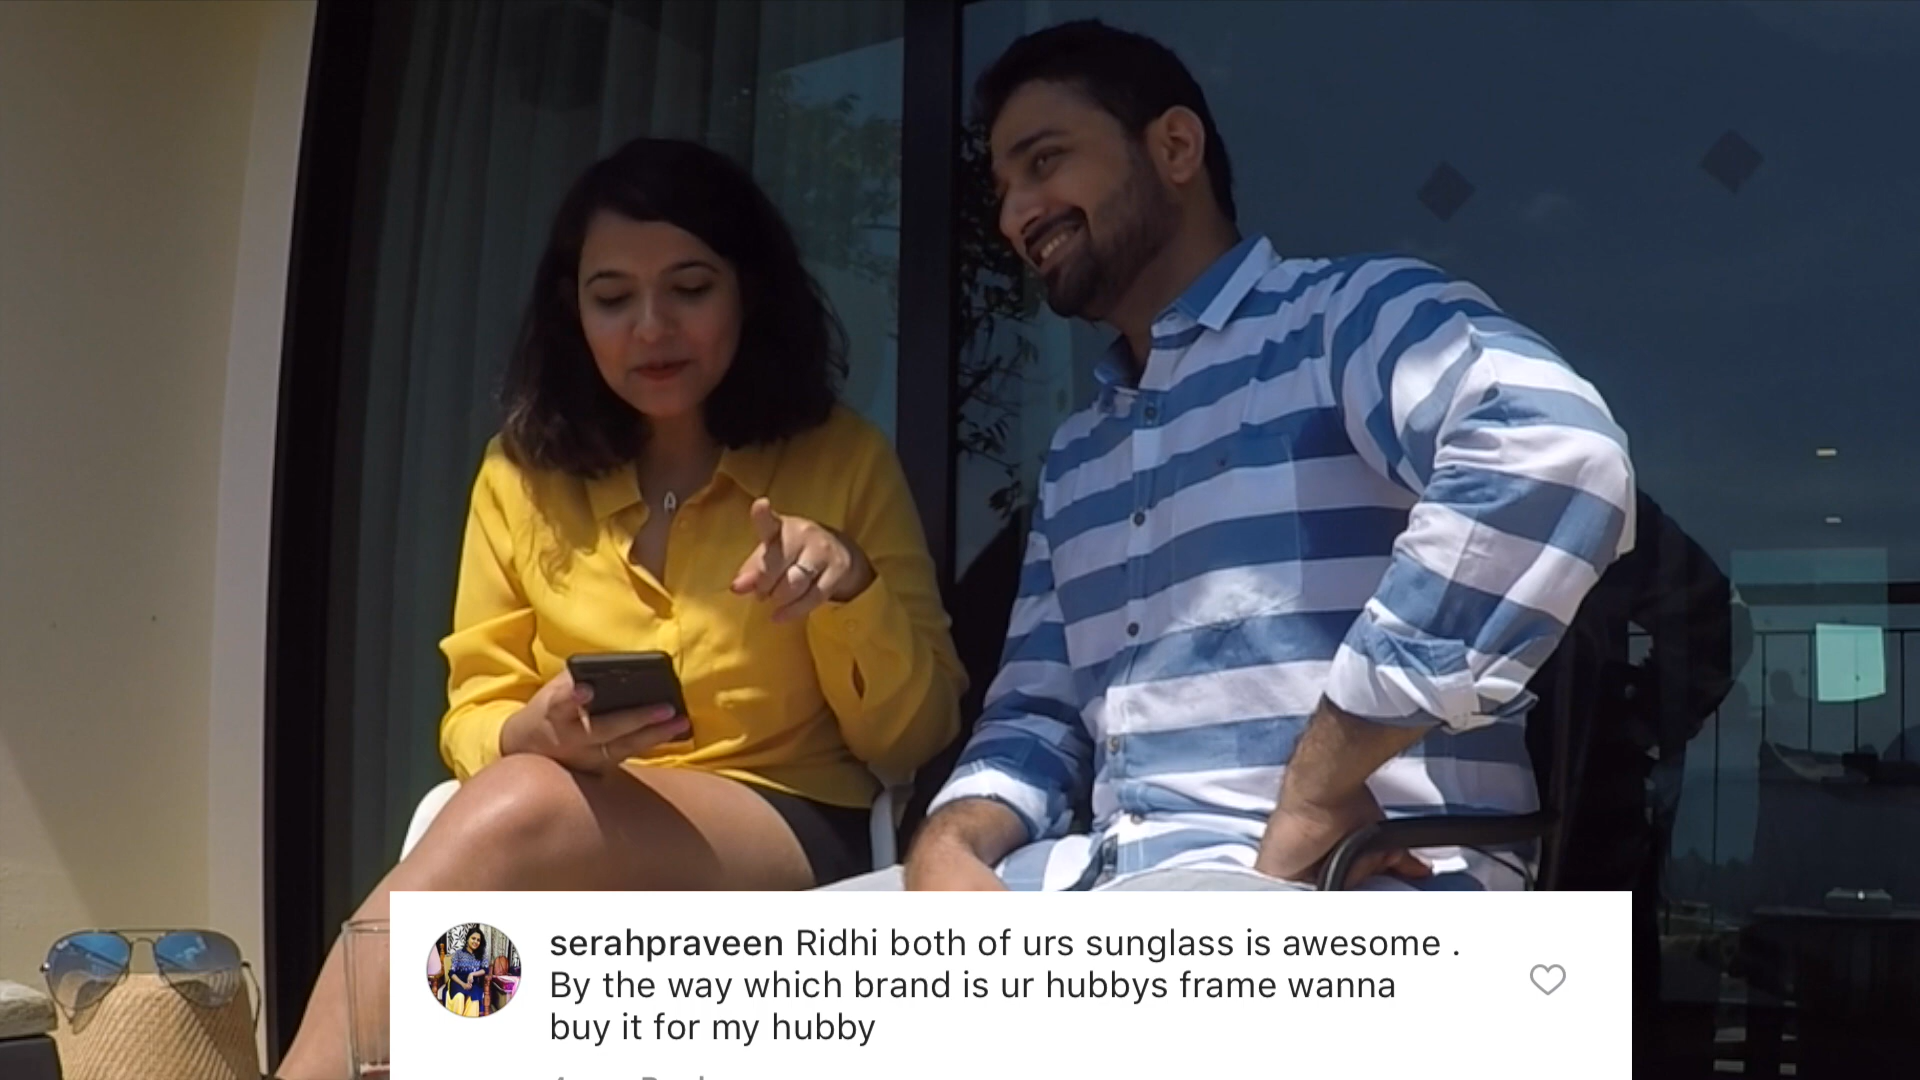 serahpraveen Ridhi both of urs sunglass is awesome .
By the way which brand is ur hubbys frame wanna
buy it for my hubby
A